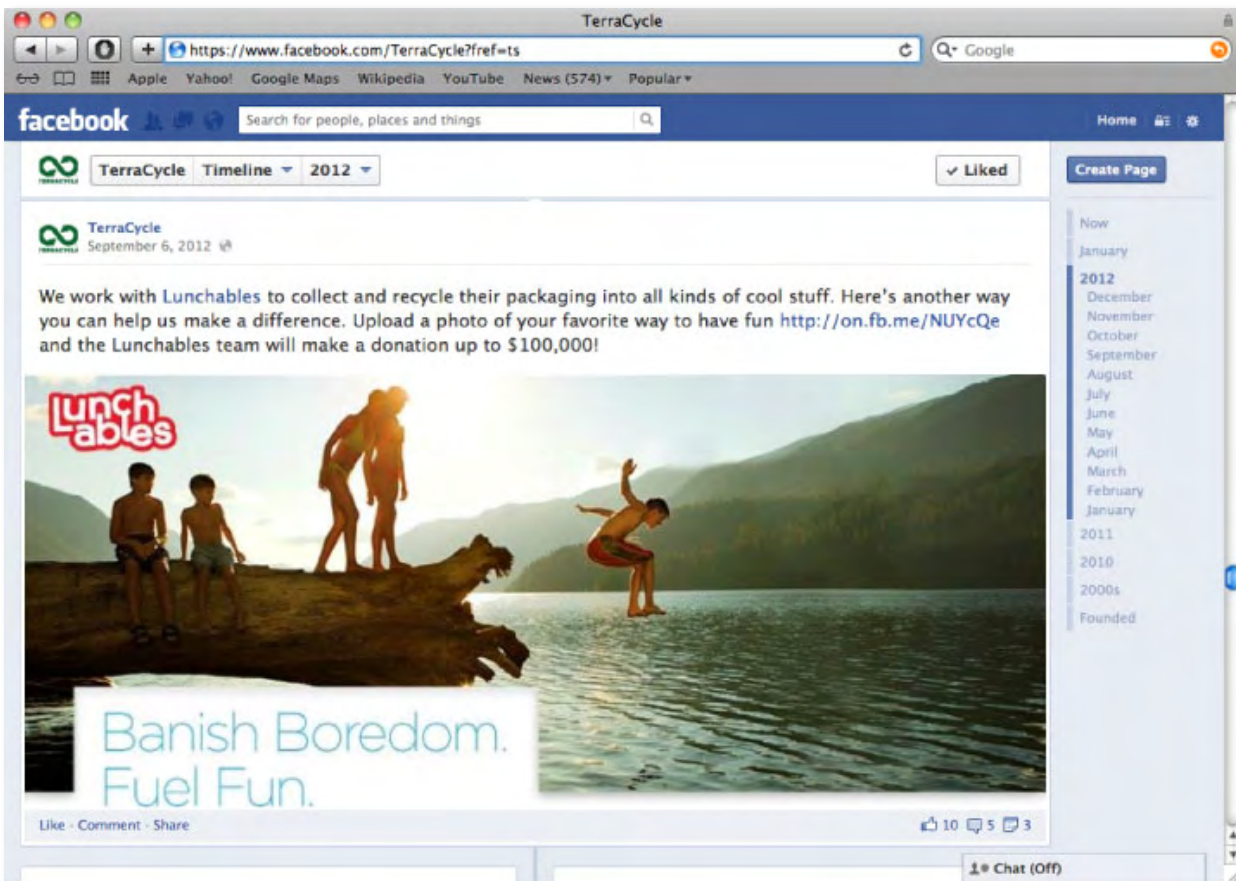 TerraCycle
https://www.facebook.com/TerraCycle?fref=ts
Google
Apple Yahoo! Google Maps Wikipedia YouTube News (574) Popular
facebook
Search for people, places and things
Home
TerraCycle Timeline 2012
Liked
Create Page
TerraCycle
September 6, 2012
We work with Lunchables to collect and recycle their packaging into all kinds of cool stuff. Here's another way
you can help us make a difference. Upload a photo of your favorite way to have fun http://on.fb.me/NUYcQe
and the Lunchables team will make a donation up to $100,000!
Lunch
ables
Banish Boredom.
Fuel Fun.
Like · Comment · Share
10 5 3
Now
January
2012
December
November
October
September
August
July
June
May
April
March
February
January
2011
2010
2000s
Founded
Chat (Off)